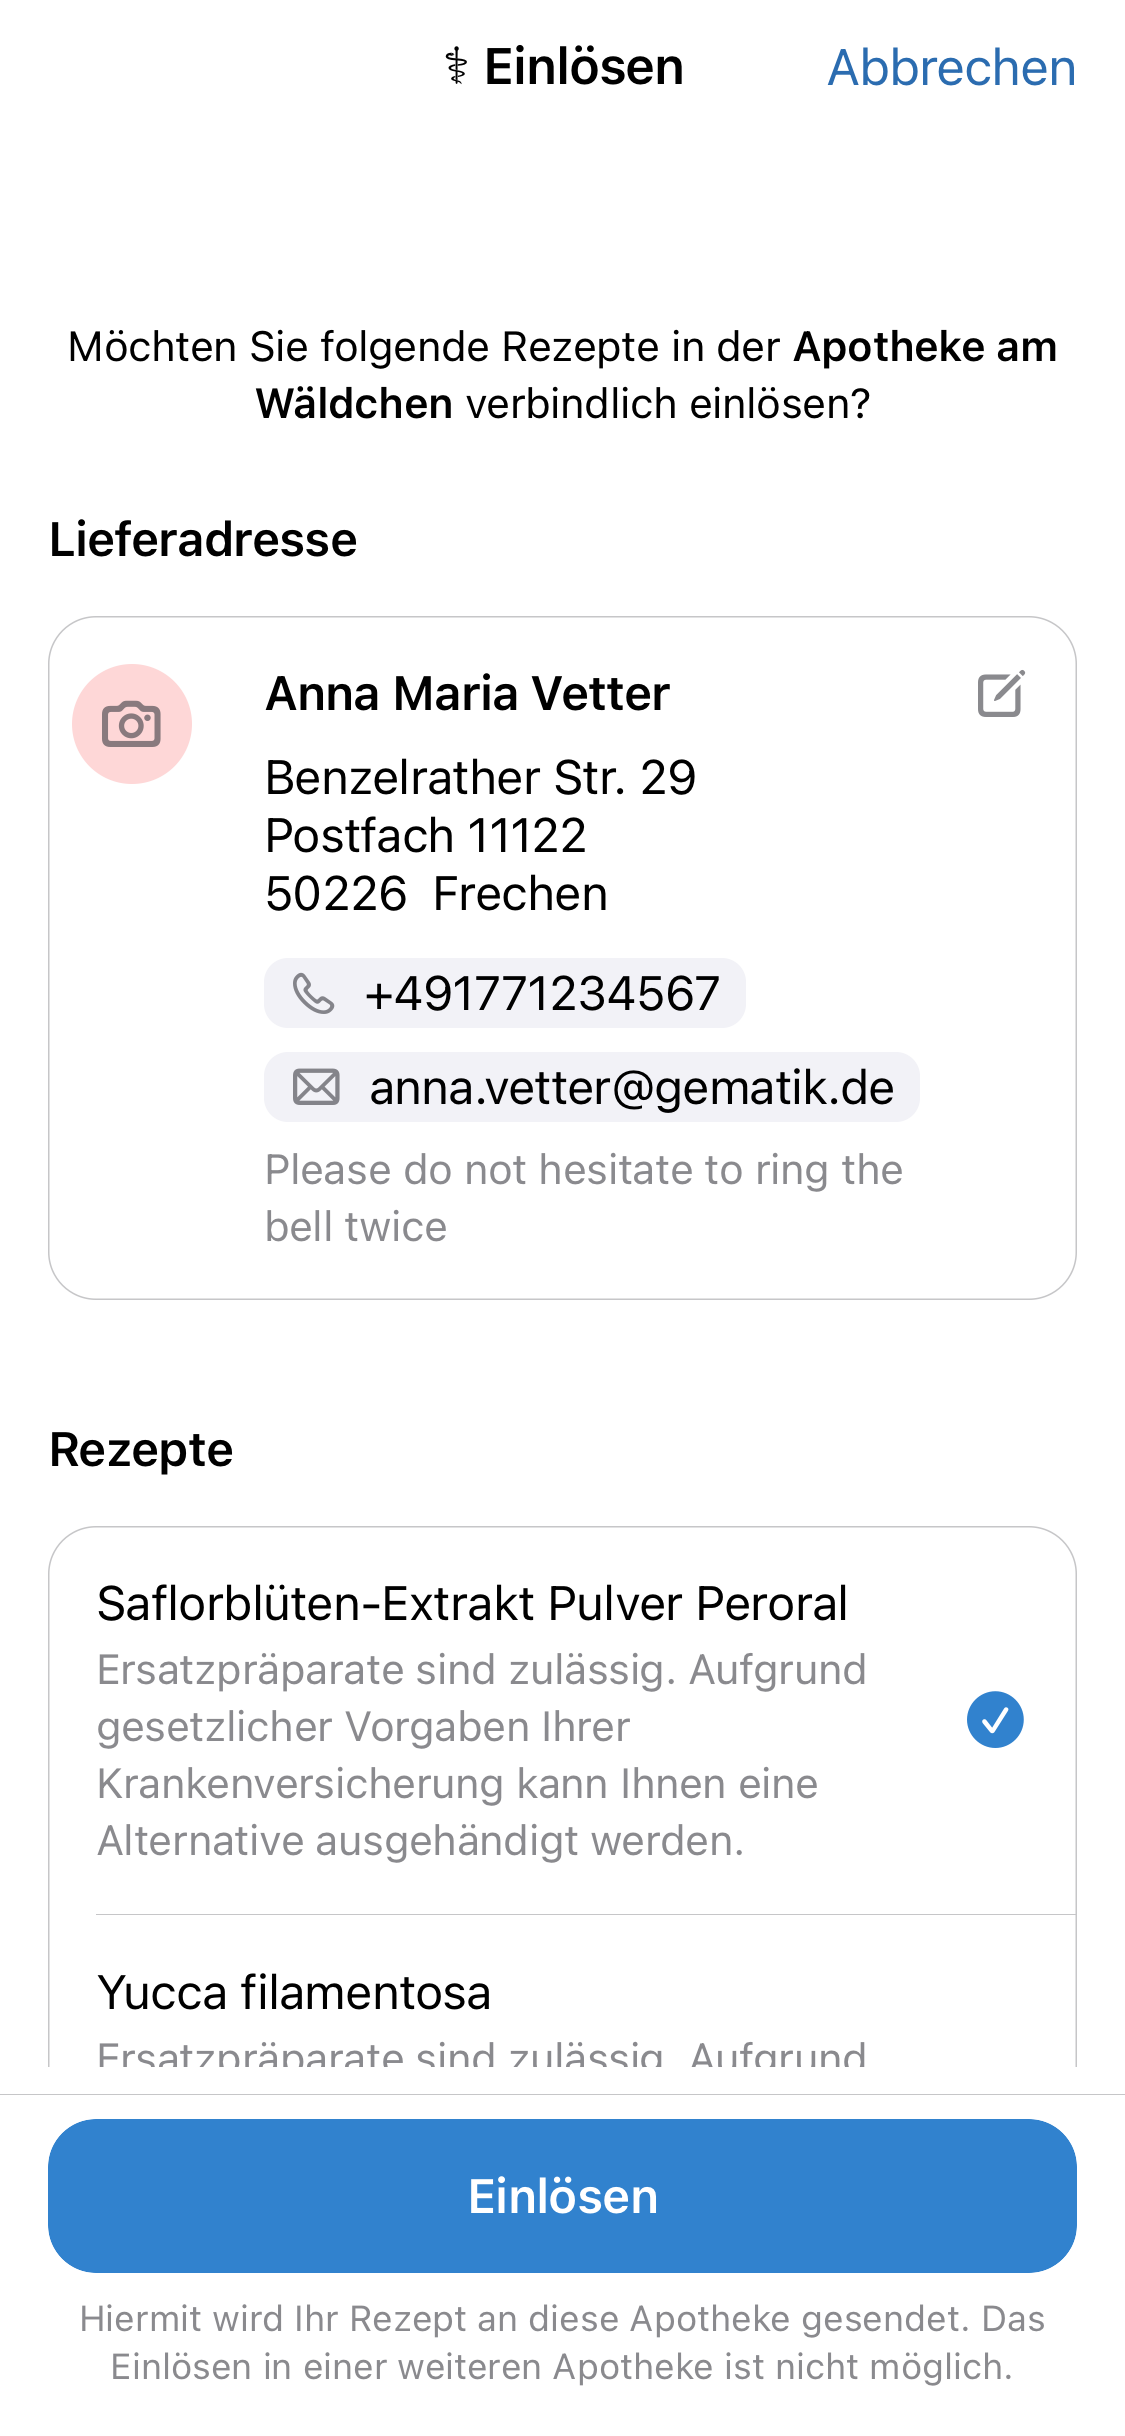 ⚕ Einlösen
Abbrechen
Möchten Sie folgende Rezepte in der Apotheke am
Wäldchen verbindlich einlösen?
Lieferadresse
Anna Maria Vetter
Benzelrather Str. 29
Postfach 11122
50226  Frechen
+491771234567
anna.vetter@gematik.de
Please do not hesitate to ring the
bell twice
Rezepte
Saflorblüten-Extrakt Pulver Peroral
Ersatzpräparate sind zulässig. Aufgrund
gesetzlicher Vorgaben Ihrer
Krankenversicherung kann Ihnen eine
Alternative ausgehändigt werden.
Yucca filamentosa
Ersatzpräparate sind zulässig. Aufgrund
Einlösen
Hiermit wird Ihr Rezept an diese Apotheke gesendet. Das
Einlösen in einer weiteren Apotheke ist nicht möglich.